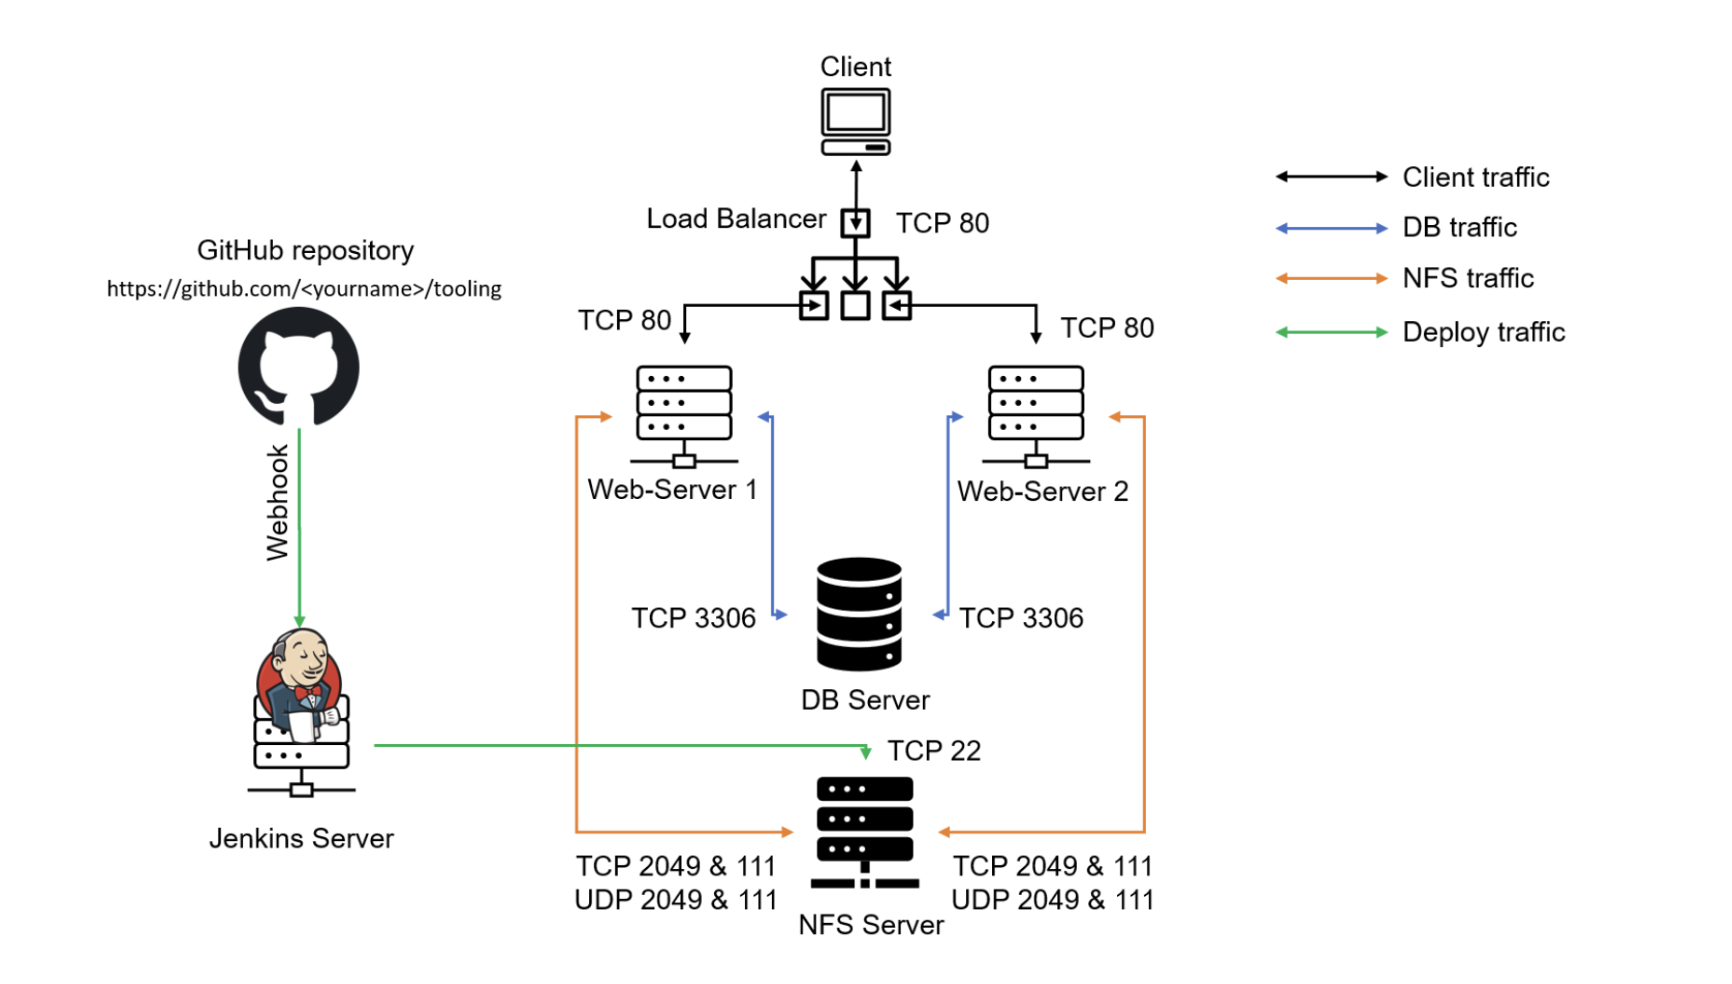 Client
Load Balancer
TCP 80
GitHub repository
https://github.com/<yourname>/tooling
TCP 80
TCP 80
Client traffic
DB traffic
NFS traffic
Deploy traffic
Webhook
Web-Server 1
Web-Server 2
TCP 3306
TCP 3306
DB Server
TCP 22
Jenkins Server
TCP 2049 & 111
UDP 2049 & 111
TCP 2049 & 111
UDP 2049 & 111
NFS Server